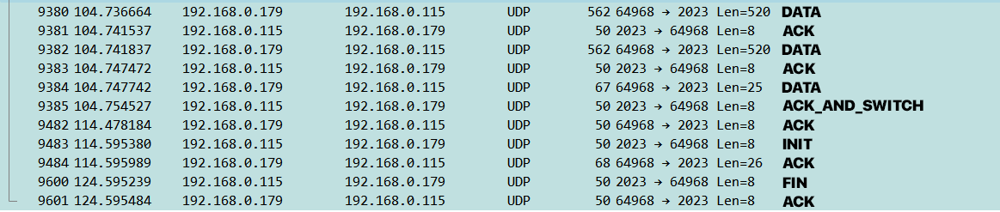 9380 104.736664 192.168.0.179 192.168.0.115 UDP 562 64968 → 2023 Len=520 DATA
9381 104.741537 192.168.0.115 192.168.0.179 UDP 50 2023 → 64968 Len=8 ACK
9382 104.741837 192.168.0.179 192.168.0.115 UDP 562 64968 → 2023 Len=520 DATA
9383 104.747472 192.168.0.115 192.168.0.179 UDP 50 2023 → 64968 Len=8 ACK
9384 104.747742 192.168.0.179 192.168.0.115 UDP 67 64968 → 2023 Len=25 DATA
9385 104.754527 192.168.0.115 192.168.0.179 UDP 50 2023 → 64968 Len=8 ACK_AND_SWITCH
9482 114.478184 192.168.0.179 192.168.0.115 UDP 50 64968 → 2023 Len=8 ACK
9483 114.595380 192.168.0.115 192.168.0.179 UDP 50 2023 → 64968 Len=8 INIT
9484 114.595989 192.168.0.179 192.168.0.115 UDP 68 64968 → 2023 Len=26 ACK
9600 124.595239 192.168.0.115 192.168.0.179 UDP 50 2023 → 64968 Len=8 FIN
9601 124.595484 192.168.0.179 192.168.0.115 UDP 50 64968 → 2023 Len=8 ACK